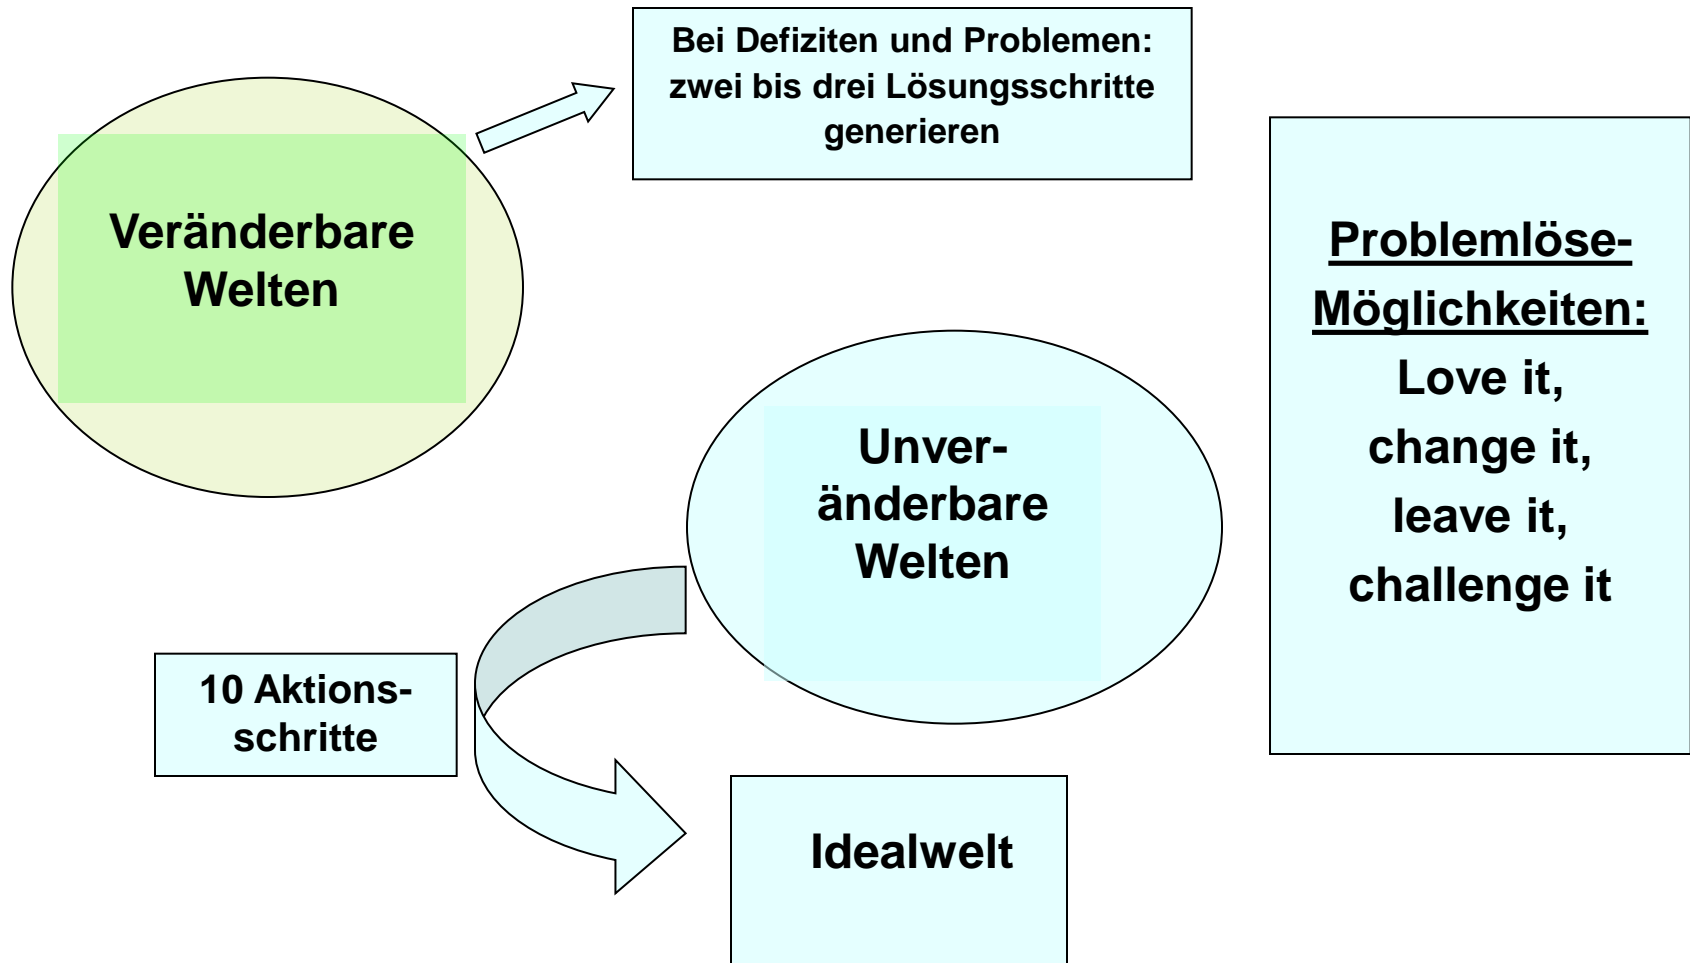 Bei Defiziten und Problemen:
zwei bis drei Lösungsschritte
generieren
Veränderbare
Welten
Problemlöse-
Möglichkeiten:
Love it,
change it,
leave it,
challenge it
Unver-
änderbare
Welten
10 Aktions-
schritte
Idealwelt